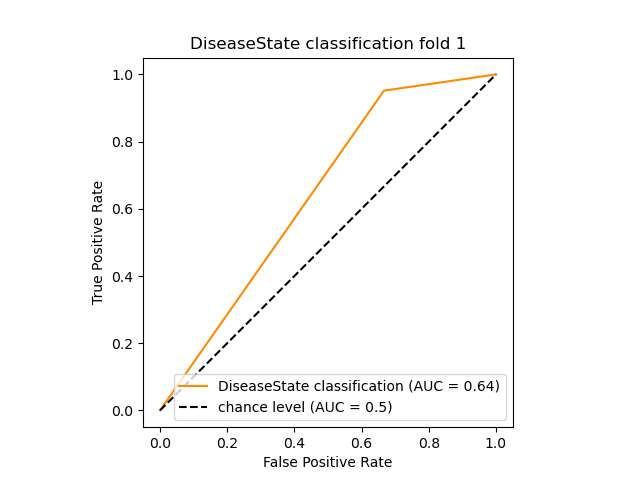 DiseaseState classification fold 1
1.0
0.8
0.6
0.4
0.2
0.0
True Positive Rate
DiseaseState classification (AUC = 0.64)
chance level (AUC = 0.5)
0.0 0.2 0.4 0.6 0.8 1.0
False Positive Rate